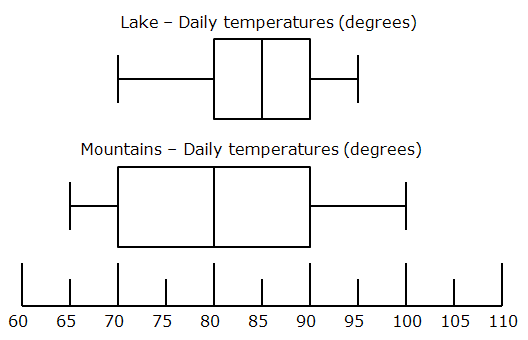 Lake – Daily temperatures (degrees)
Mountains – Daily temperatures (degrees)
60 65 70 75 80 85 90 95 100 105 110